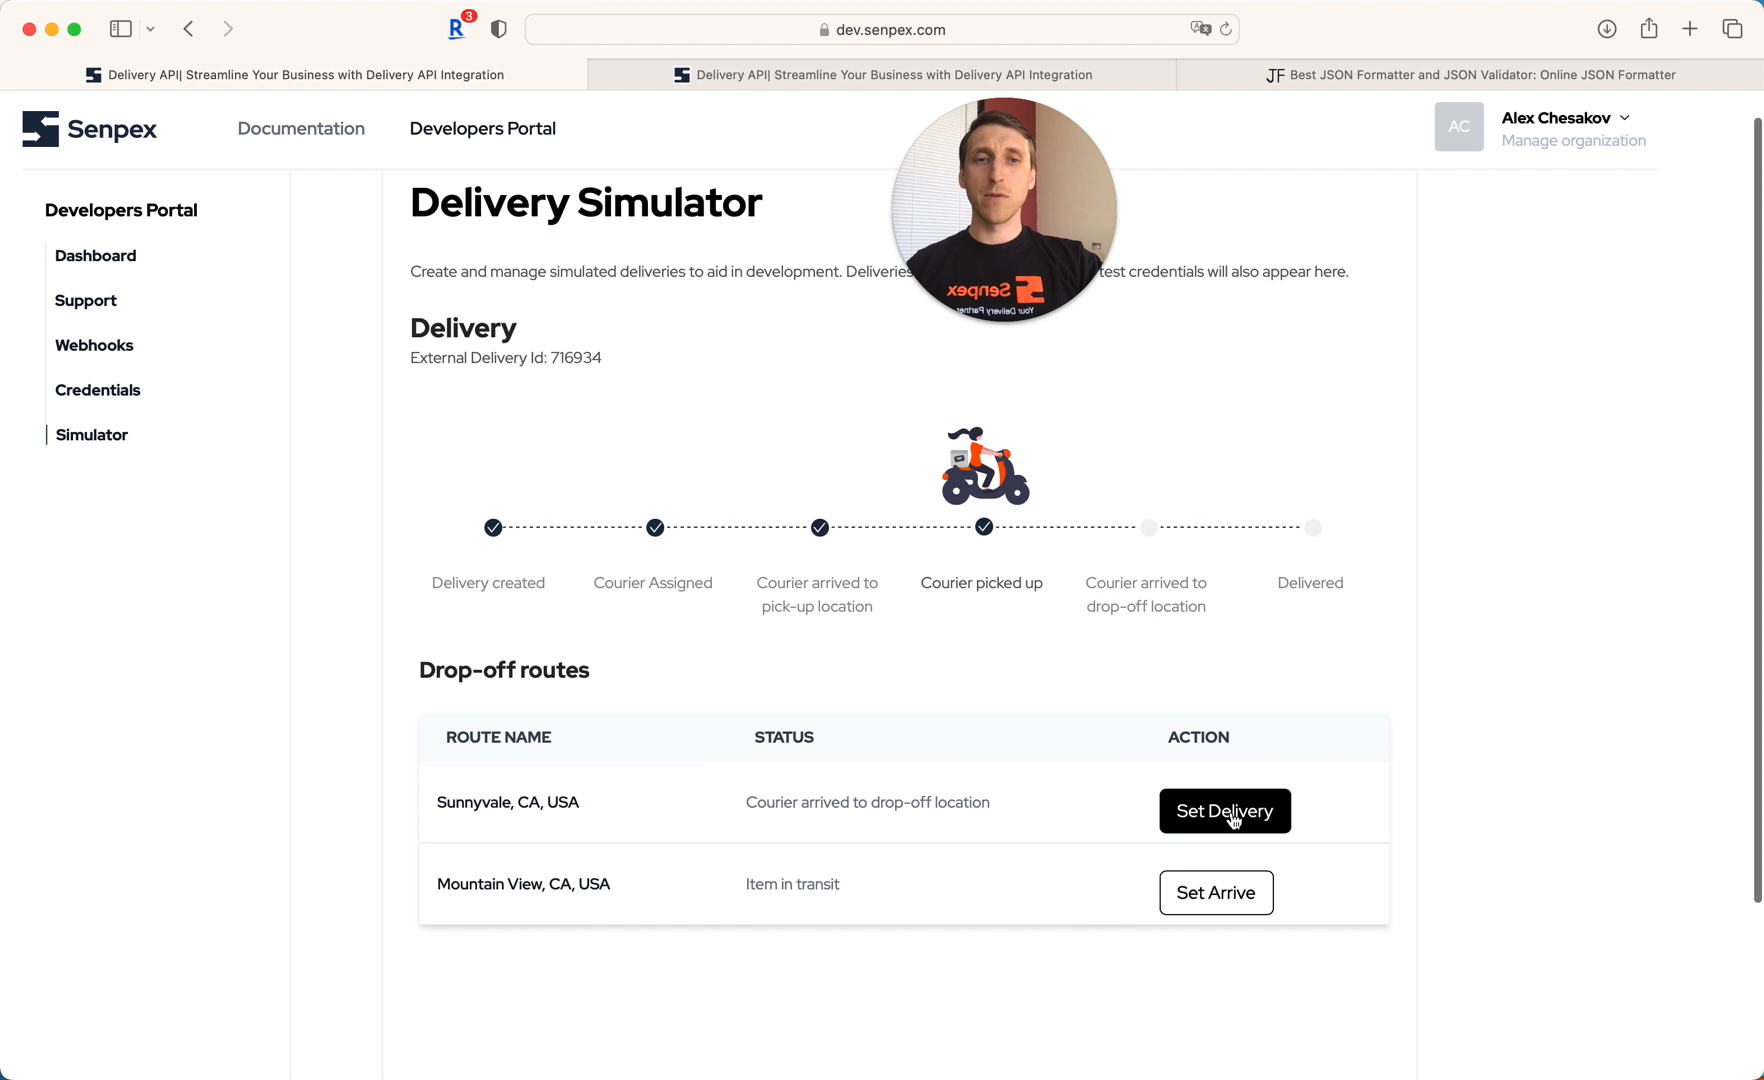 3
R
dev.senpex.com
Delivery API| Streamline Your Business with Delivery API Integration
Delivery API| Streamline Your Business with Delivery API Integration
JF Best JSON Formatter and JSON Validator: Online JSON Formatter
Senpex
Documentation
Developers Portal
AC
Alex Chesakov
Manage organization
Developers Portal
Dashboard
Support
Webhooks
Credentials
Simulator
Delivery Simulator
Create and manage simulated deliveries to aid in development. Deliveries
test credentials will also appear here.
Senpex
Your Delivery Partner
Delivery
External Delivery Id: 716934
Delivery created
Courier Assigned
Courier arrived to
pick-up location
Courier picked up
Courier arrived to
drop-off location
Delivered
Drop-off routes
ROUTE NAME
STATUS
ACTION
Sunnyvale, CA, USA
Courier arrived to drop-off location
Set Delivery
Mountain View, CA, USA
Item in transit
Set Arrive